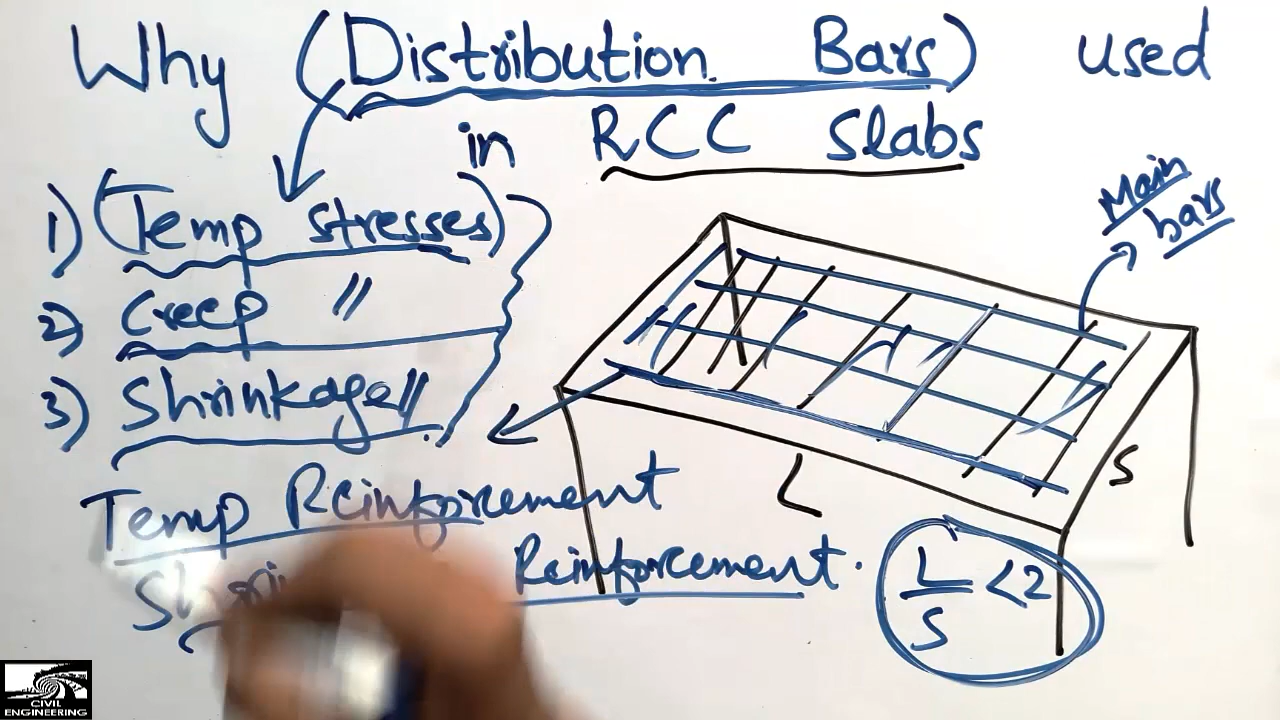 Why (Distribution Bars) used
in RCC Slabs
Main
bars
1) (Temp stresses)
2) Creep "
3) Shrinkage "
Temp Reinforcement
Reinforcement.
L
S
L/S <2
CIVIL
ENGINEERING